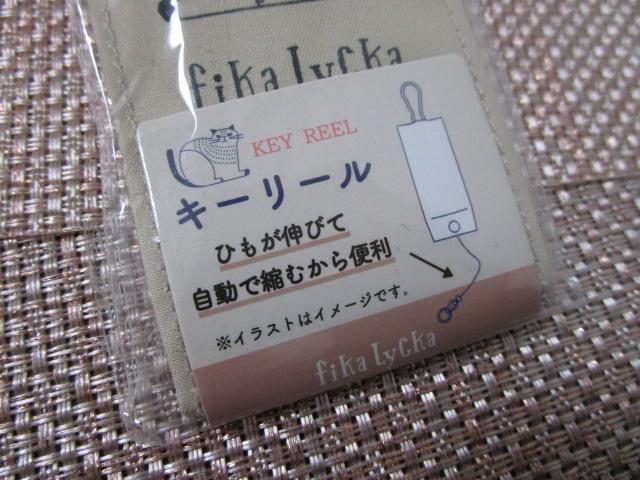 fika Lycka
KEY REEL
キーリール
ひもが伸びて
自動で縮むから便利
※イラストはイメージです。
fika Lycka